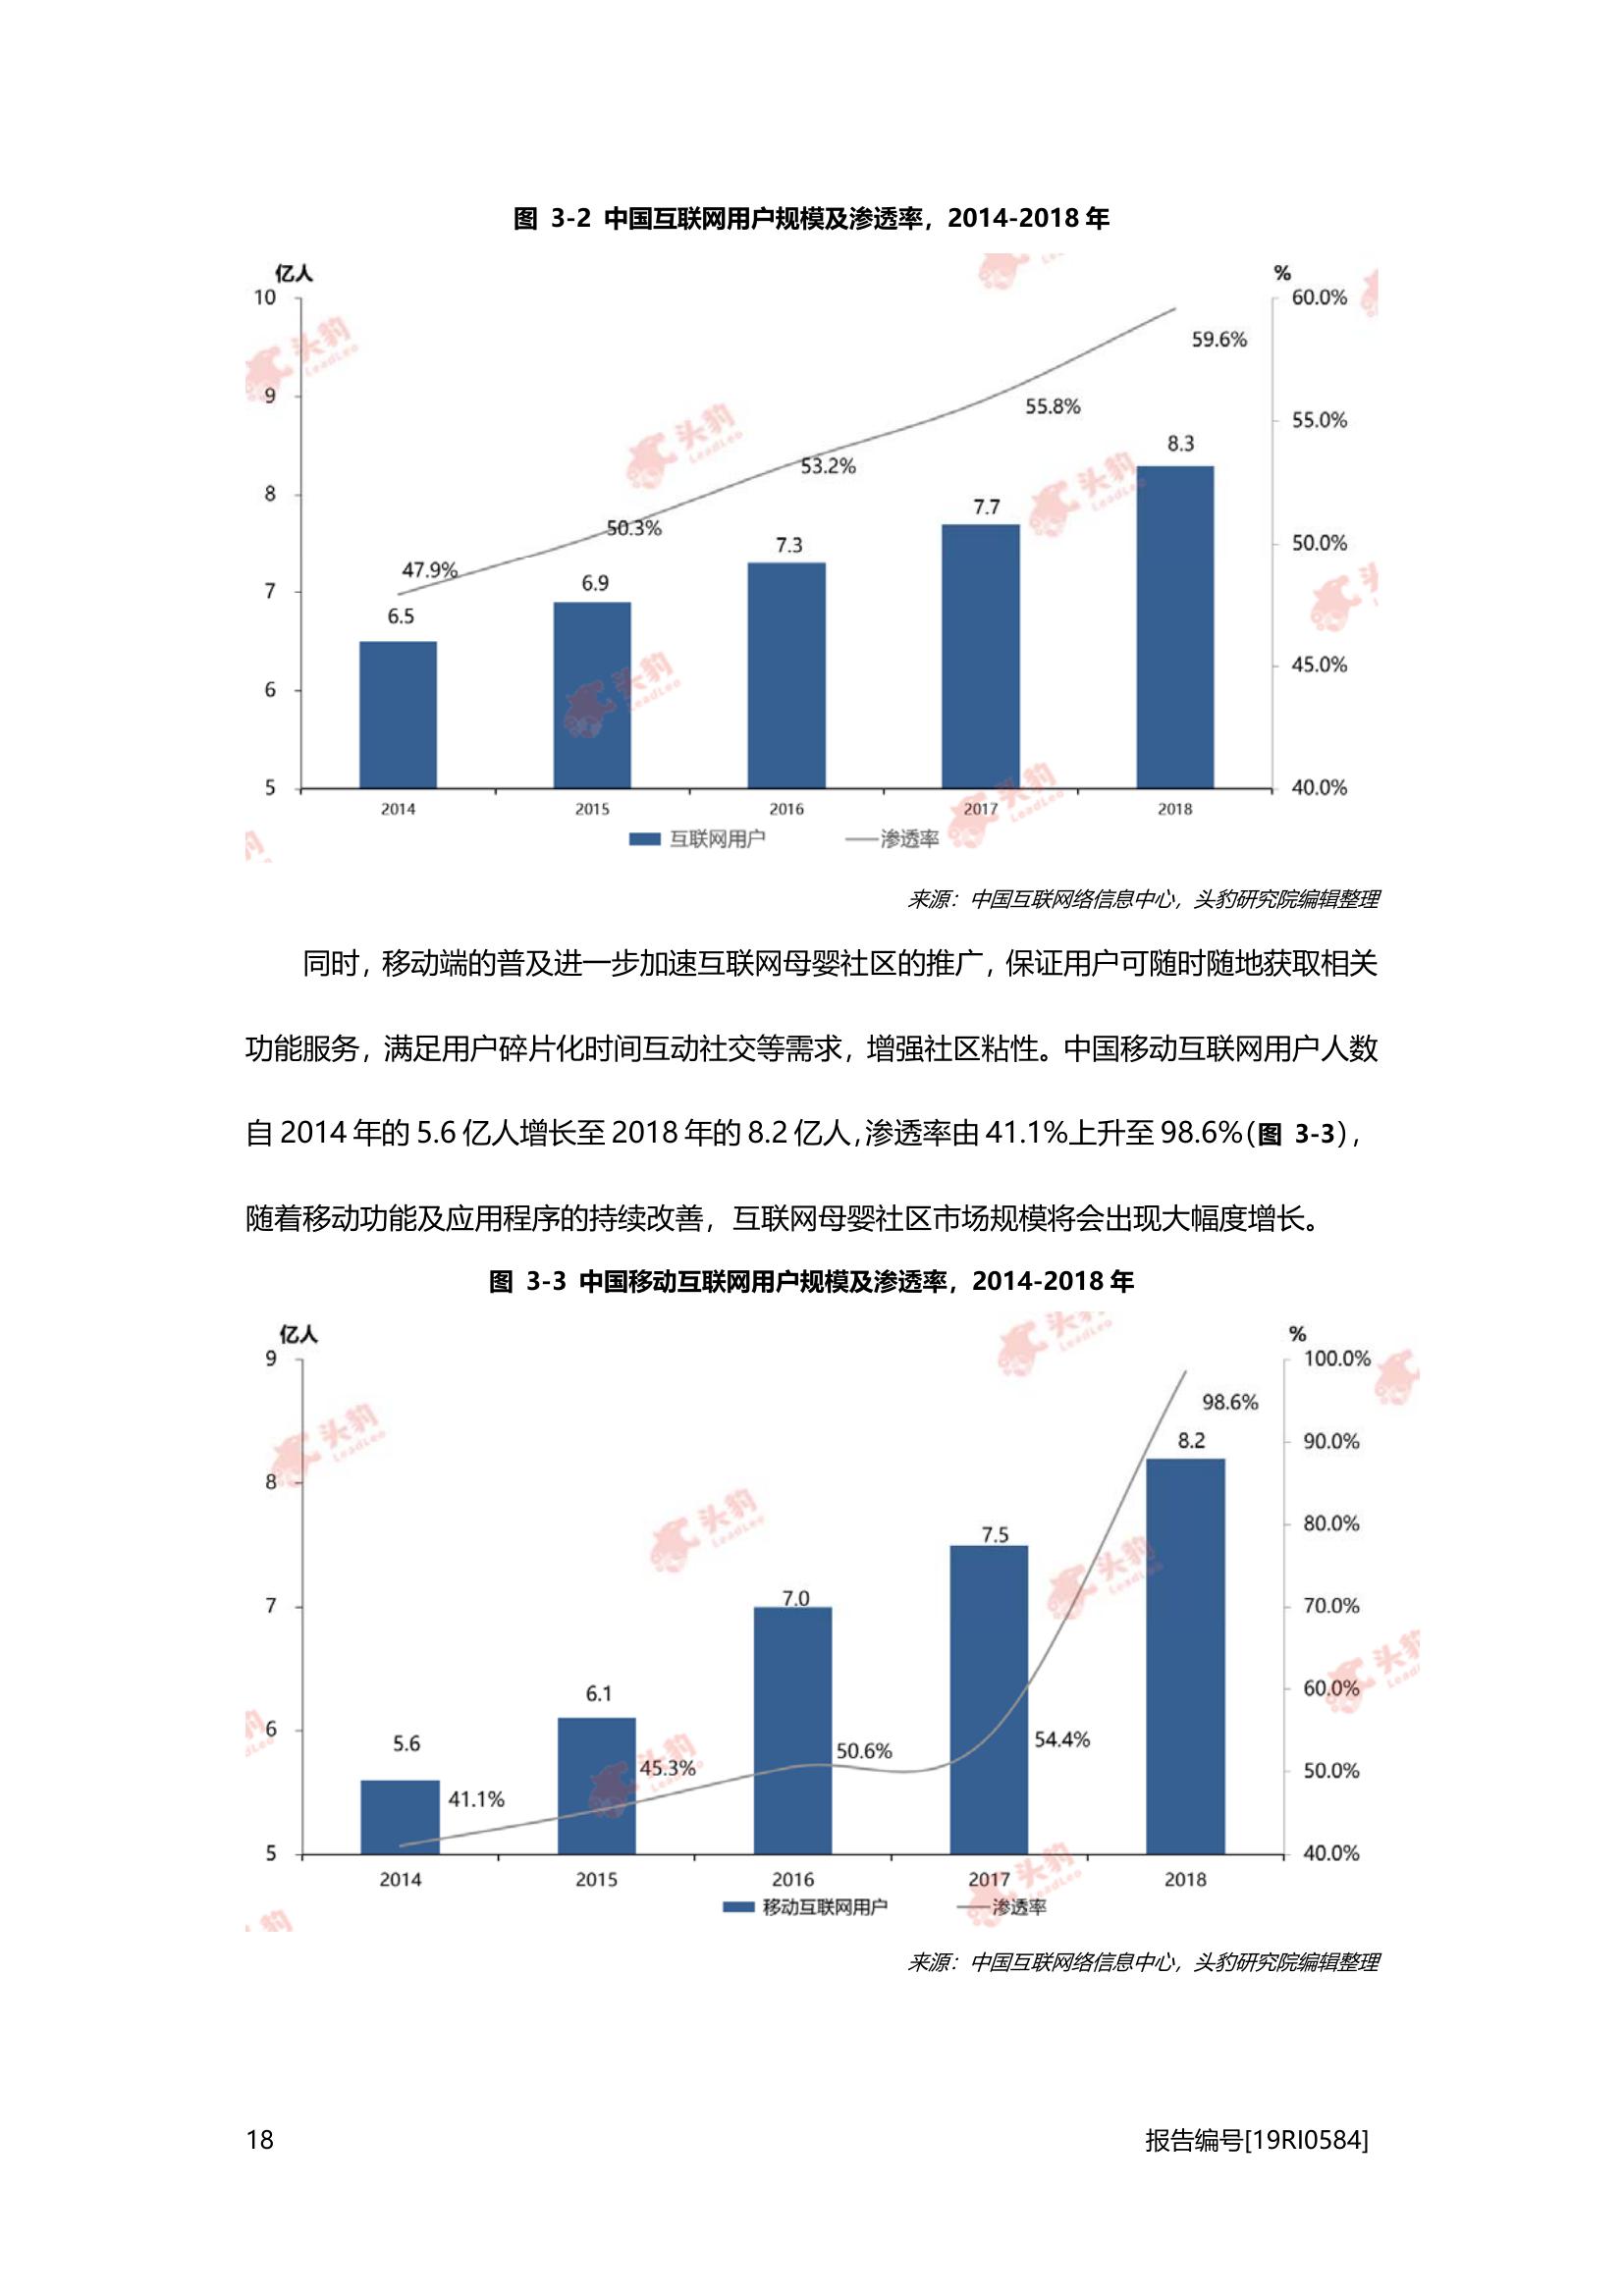 图 3-2 中国互联网用户规模及渗透率，2014-2018 年
亿人
%
10
9
8
7
6
5
60.0%
55.0%
50.0%
45.0%
40.0%
47.9%
50.3%
53.2%
55.8%
59.6%
6.5
6.9
7.3
7.7
8.3
2014
2015
2016
2017
2018
互联网用户
渗透率
头豹
LeadLeo
来源：中国互联网络信息中心，头豹研究院编辑整理
同时，移动端的普及进一步加速互联网母婴社区的推广，保证用户可随时随地获取相关
功能服务，满足用户碎片化时间互动社交等需求，增强社区粘性。中国移动互联网用户人数
自 2014 年的 5.6 亿人增长至 2018 年的 8.2 亿人，渗透率由 41.1%上升至 98.6%（图 3-3），
随着移动功能及应用程序的持续改善，互联网母婴社区市场规模将会出现大幅度增长。
图 3-3 中国移动互联网用户规模及渗透率，2014-2018 年
亿人
%
9
8
7
6
5
100.0%
90.0%
80.0%
70.0%
60.0%
50.0%
40.0%
5.6
6.1
7.0
7.5
8.2
41.1%
45.3%
50.6%
54.4%
98.6%
2014
2015
2016
2017
2018
移动互联网用户
渗透率
头豹
LeadLeo
来源：中国互联网络信息中心，头豹研究院编辑整理
18
报告编号[19RI0584]